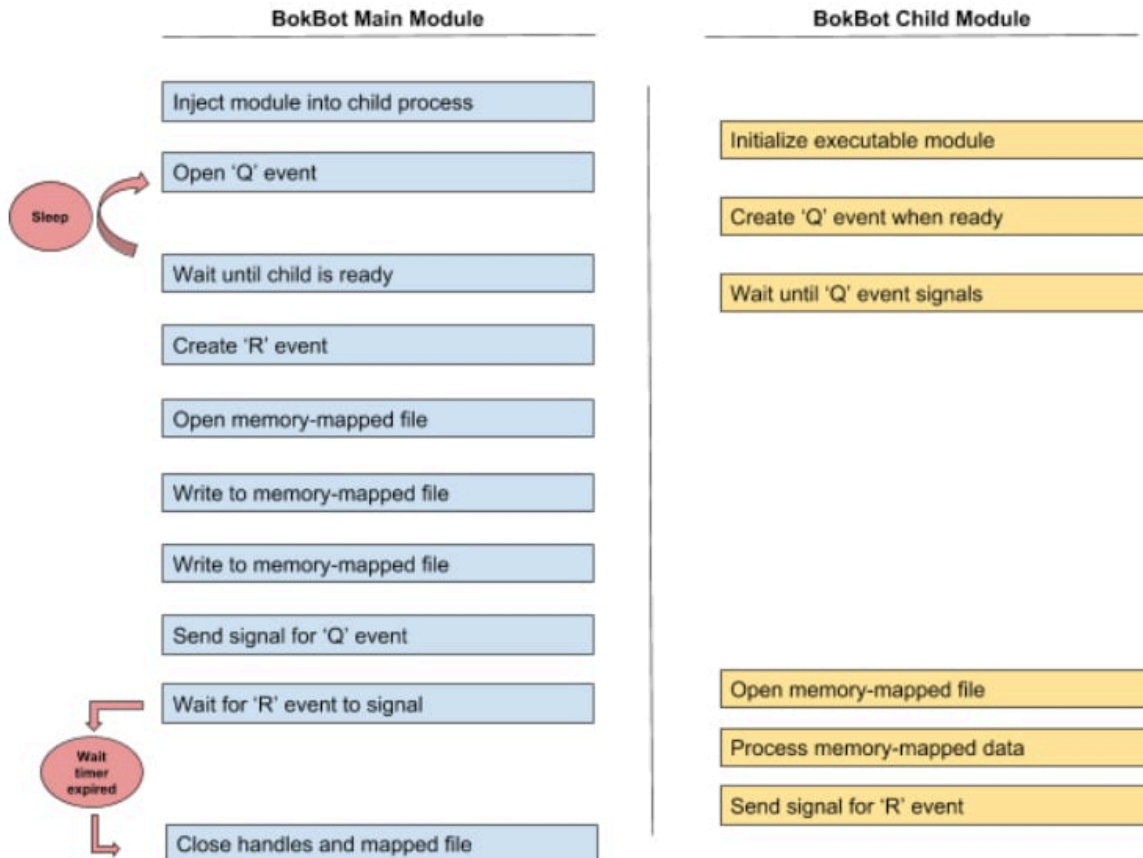 BokBot Main Module
Inject module into child process
Open ‘Q’ event
Sleep
Wait until child is ready
Create ‘R’ event
Open memory-mapped file
Write to memory-mapped file
Write to memory-mapped file
Send signal for ‘Q’ event
Wait for ‘R’ event to signal
Wait
timer
expired
Close handles and mapped file
BokBot Child Module
Initialize executable module
Create ‘Q’ event when ready
Wait until ‘Q’ event signals
Open memory-mapped file
Process memory-mapped data
Send signal for ‘R’ event